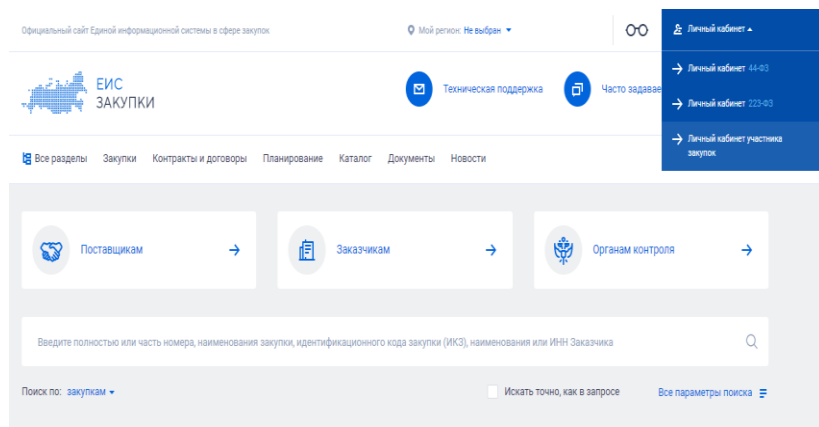 Официальный сайт Единой информационной системы в сфере закупок
Мой регион: Не выбран
Личный кабинет
ЕИС
ЗАКУПКИ
Техническая поддержка
Часто задавае
Личный кабинет 44-ФЗ
Личный кабинет 223-ФЗ
Личный кабинет участника
закупок
Все разделы Закупки Контракты и договоры Планирование Каталог Документы Новости
Поставщикам
Заказчикам
Органам контроля
Введите полностью или часть номера, наименования закупки, идентификационного кода закупки (ИКЗ), наименования или ИНН Заказчика
Поиск по: закупкам
Искать точно, как в запросе
Все параметры поиска